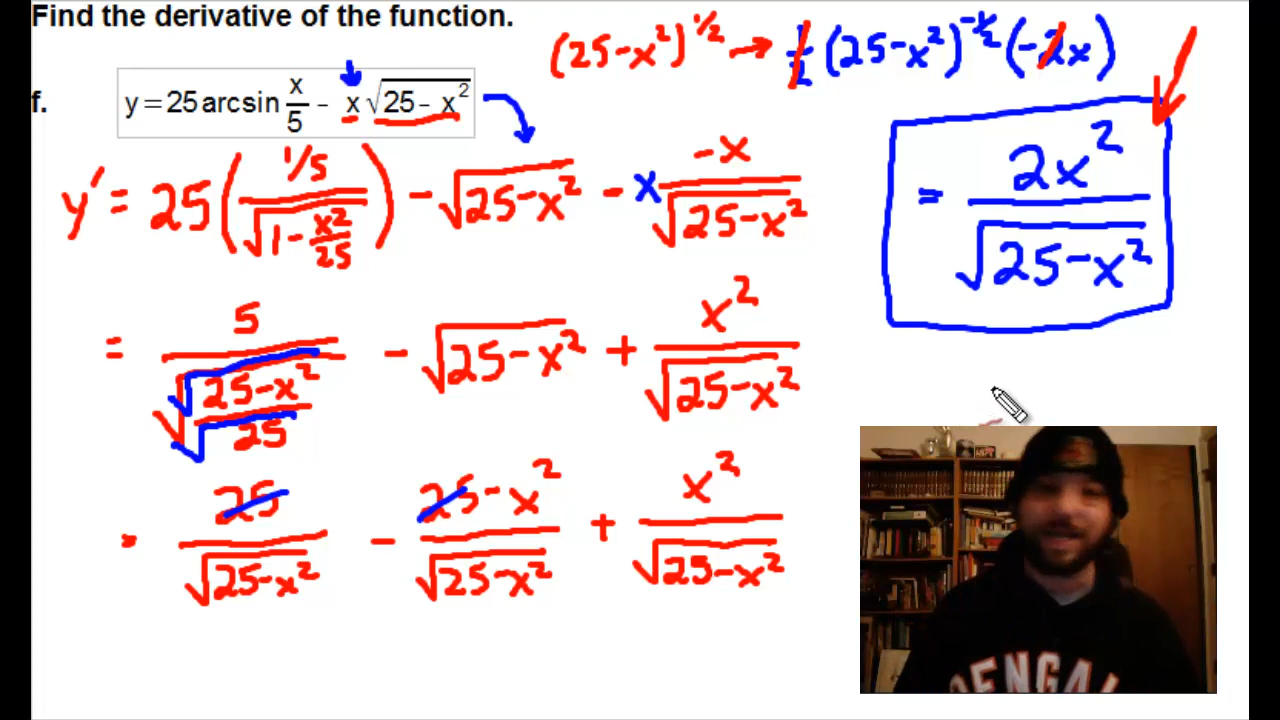 Find the derivative of the function.
(25-x²)^½ → ½(25-x²)^-½(-2x)
f. y = 25 arcsin x/5 - x√25 - x²
y' = 25((1/5)/√(1-x²/25)) - √25-x² - x (-x)/√25-x²
= 2x²/√25-x²
= 5/(√25-x²/√25) - √25-x² + x²/√25-x²
= 25/√25-x² - 25-x²/√25-x² + x²/√25-x²
BENGAL